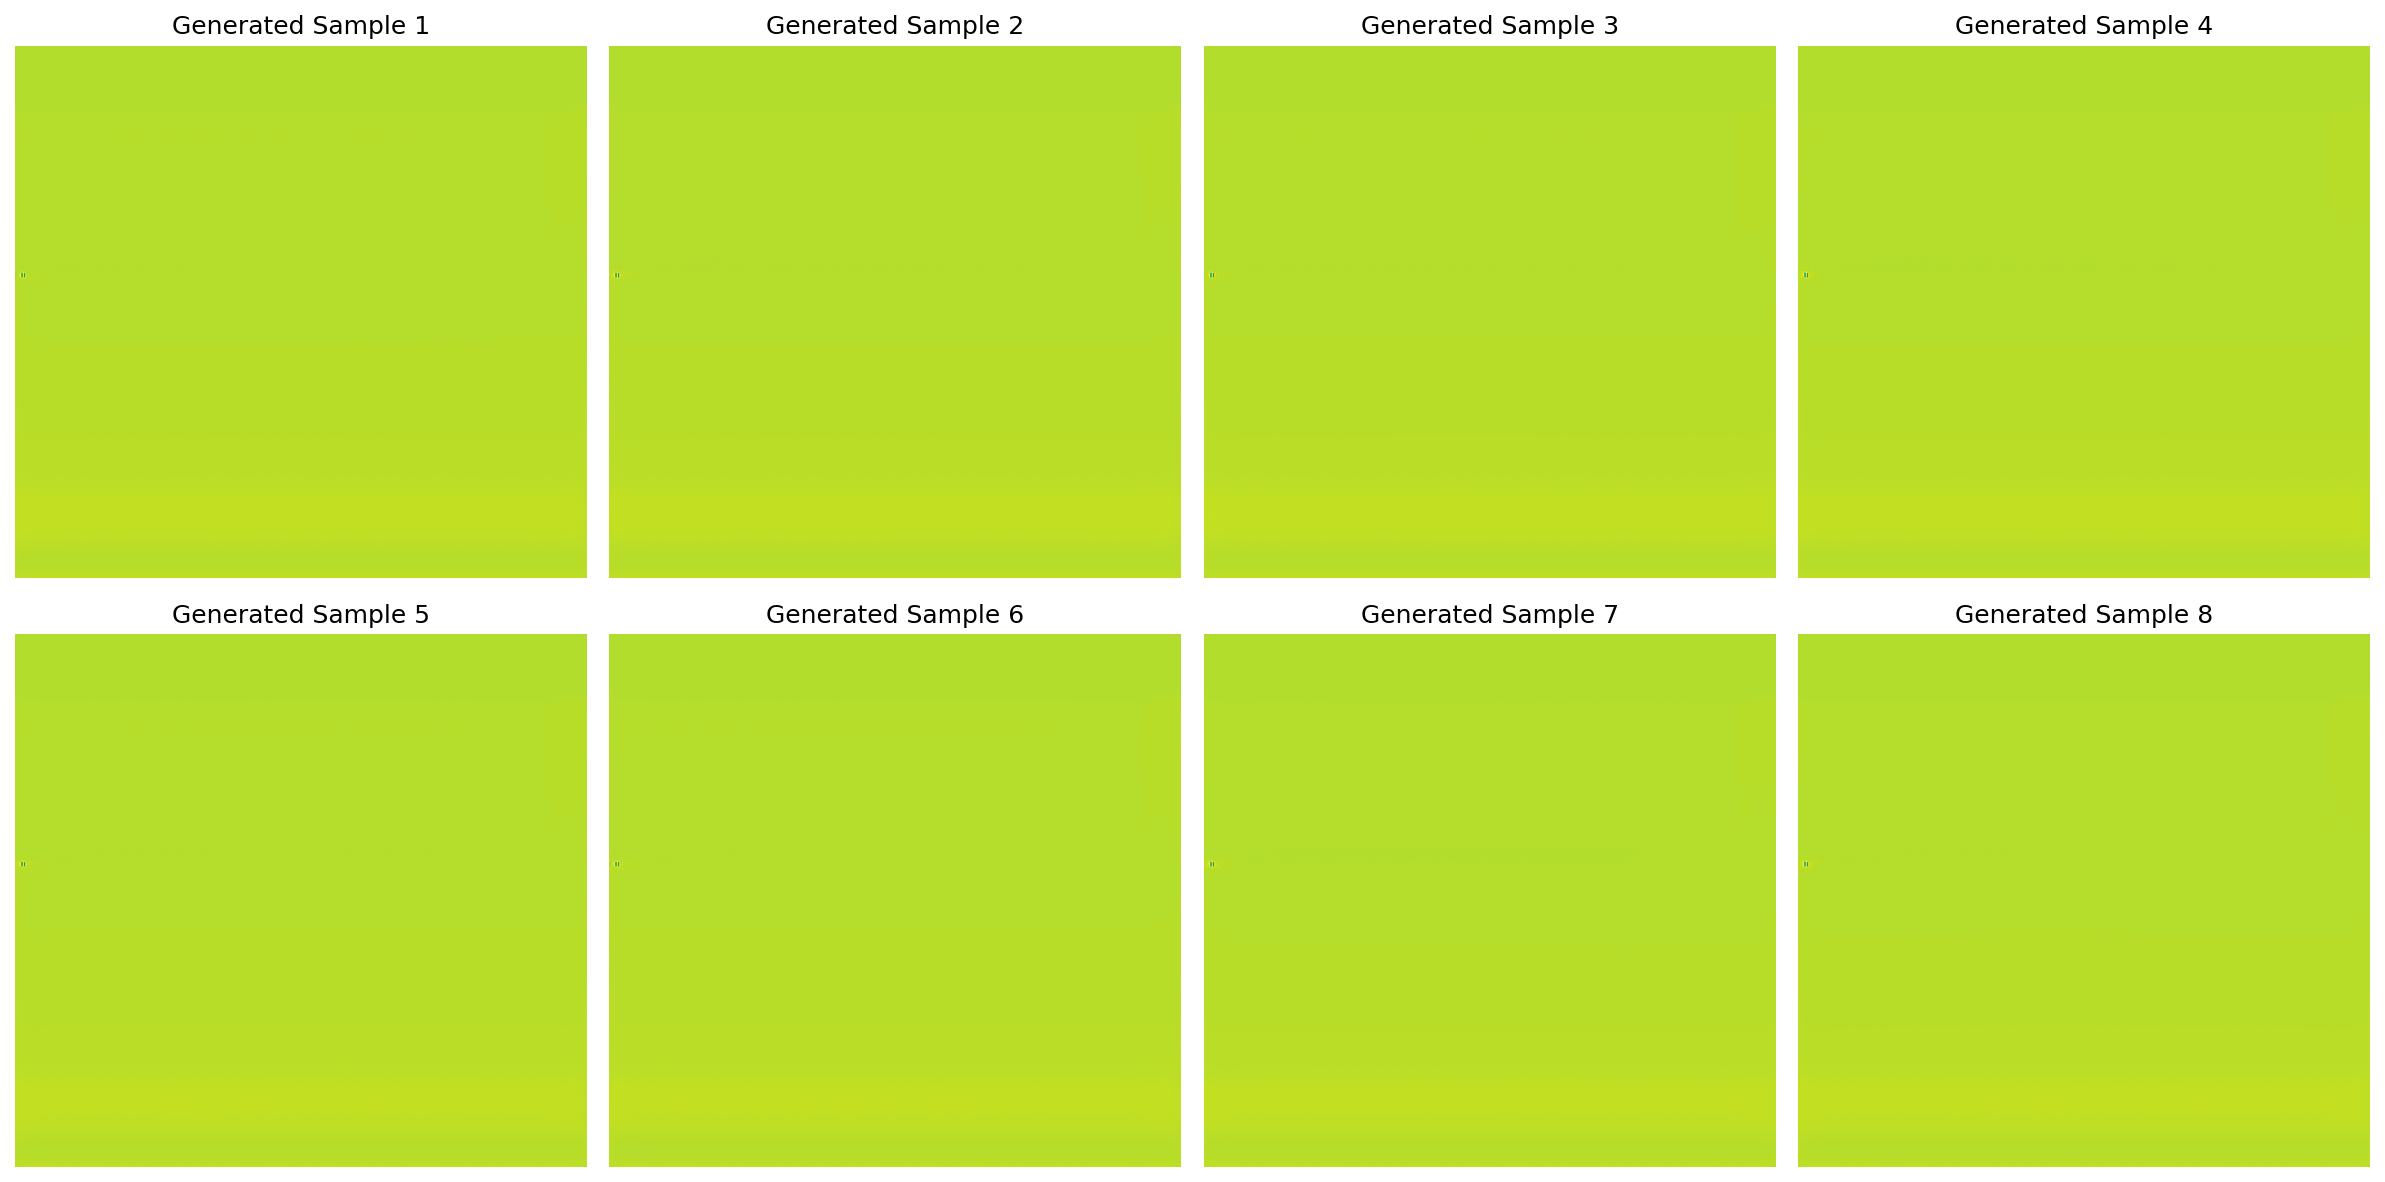 Generated Sample 1
Generated Sample 2
Generated Sample 3
Generated Sample 4
Generated Sample 5
Generated Sample 6
Generated Sample 7
Generated Sample 8